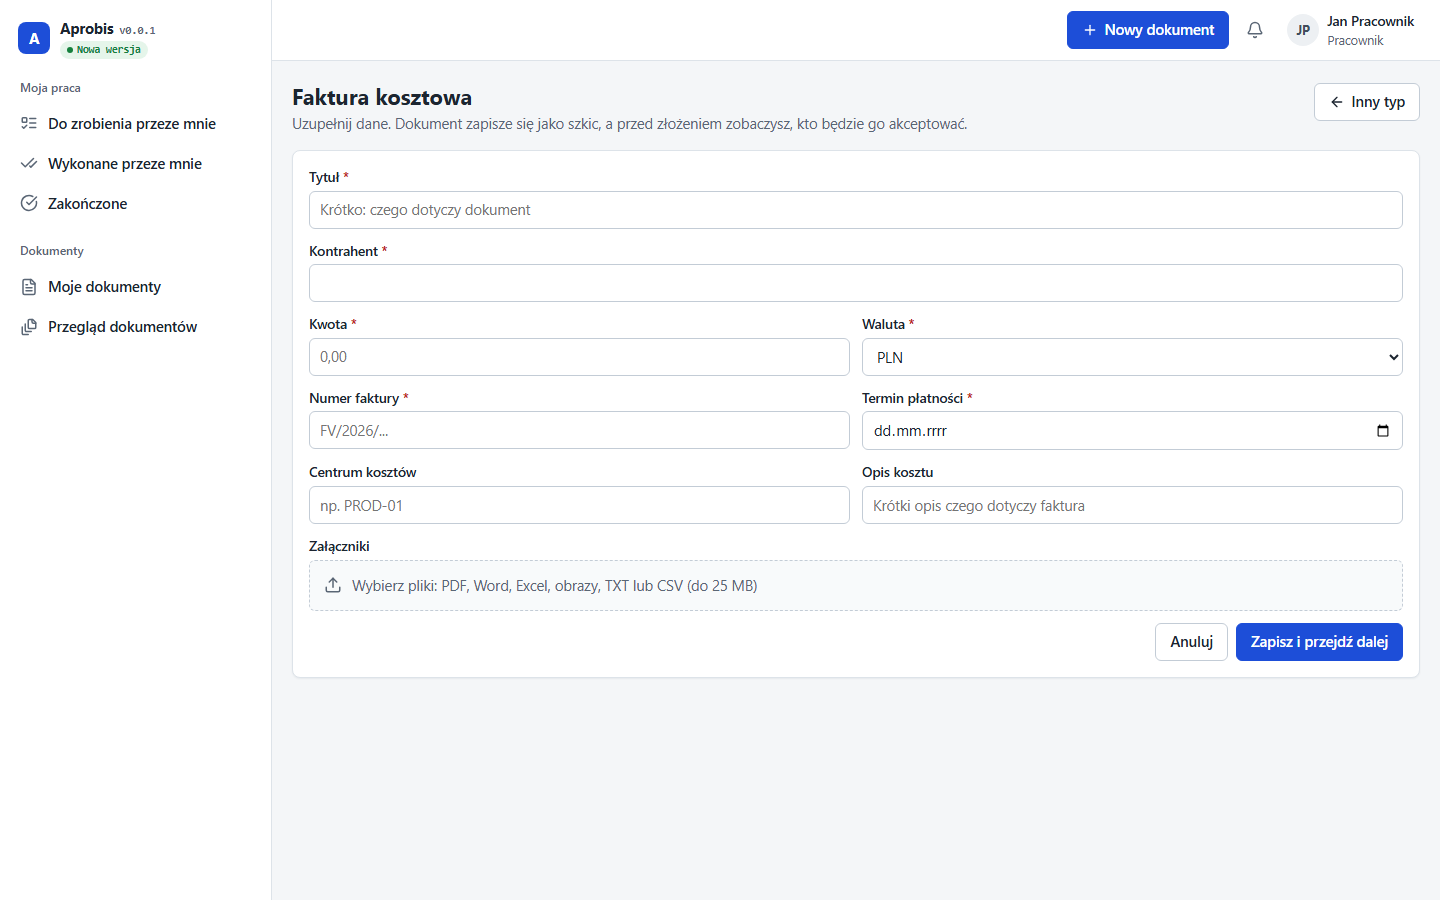 A
Aprobis v0.0.1
Nowa wersja
Moja praca
Do zrobienia przeze mnie
Wykonane przeze mnie
Zakończone
Dokumenty
Moje dokumenty
Przegląd dokumentów
Nowy dokument
JP
Jan Pracownik
Pracownik
Faktura kosztowa
Uzupełnij dane. Dokument zapisze się jako szkic, a przed złożeniem zobaczysz, kto będzie go akceptować.
Inny typ
Tytuł *
Krótko: czego dotyczy dokument
Kontrahent *
Kwota *
0,00
Waluta *
PLN
Numer faktury *
FV/2026/...
Termin płatności *
dd.mm.rrrr
Centrum kosztów
np. PROD-01
Opis kosztu
Krótki opis czego dotyczy faktura
Załączniki
Wybierz pliki: PDF, Word, Excel, obrazy, TXT lub CSV (do 25 MB)
Anuluj
Zapisz i przejdź dalej